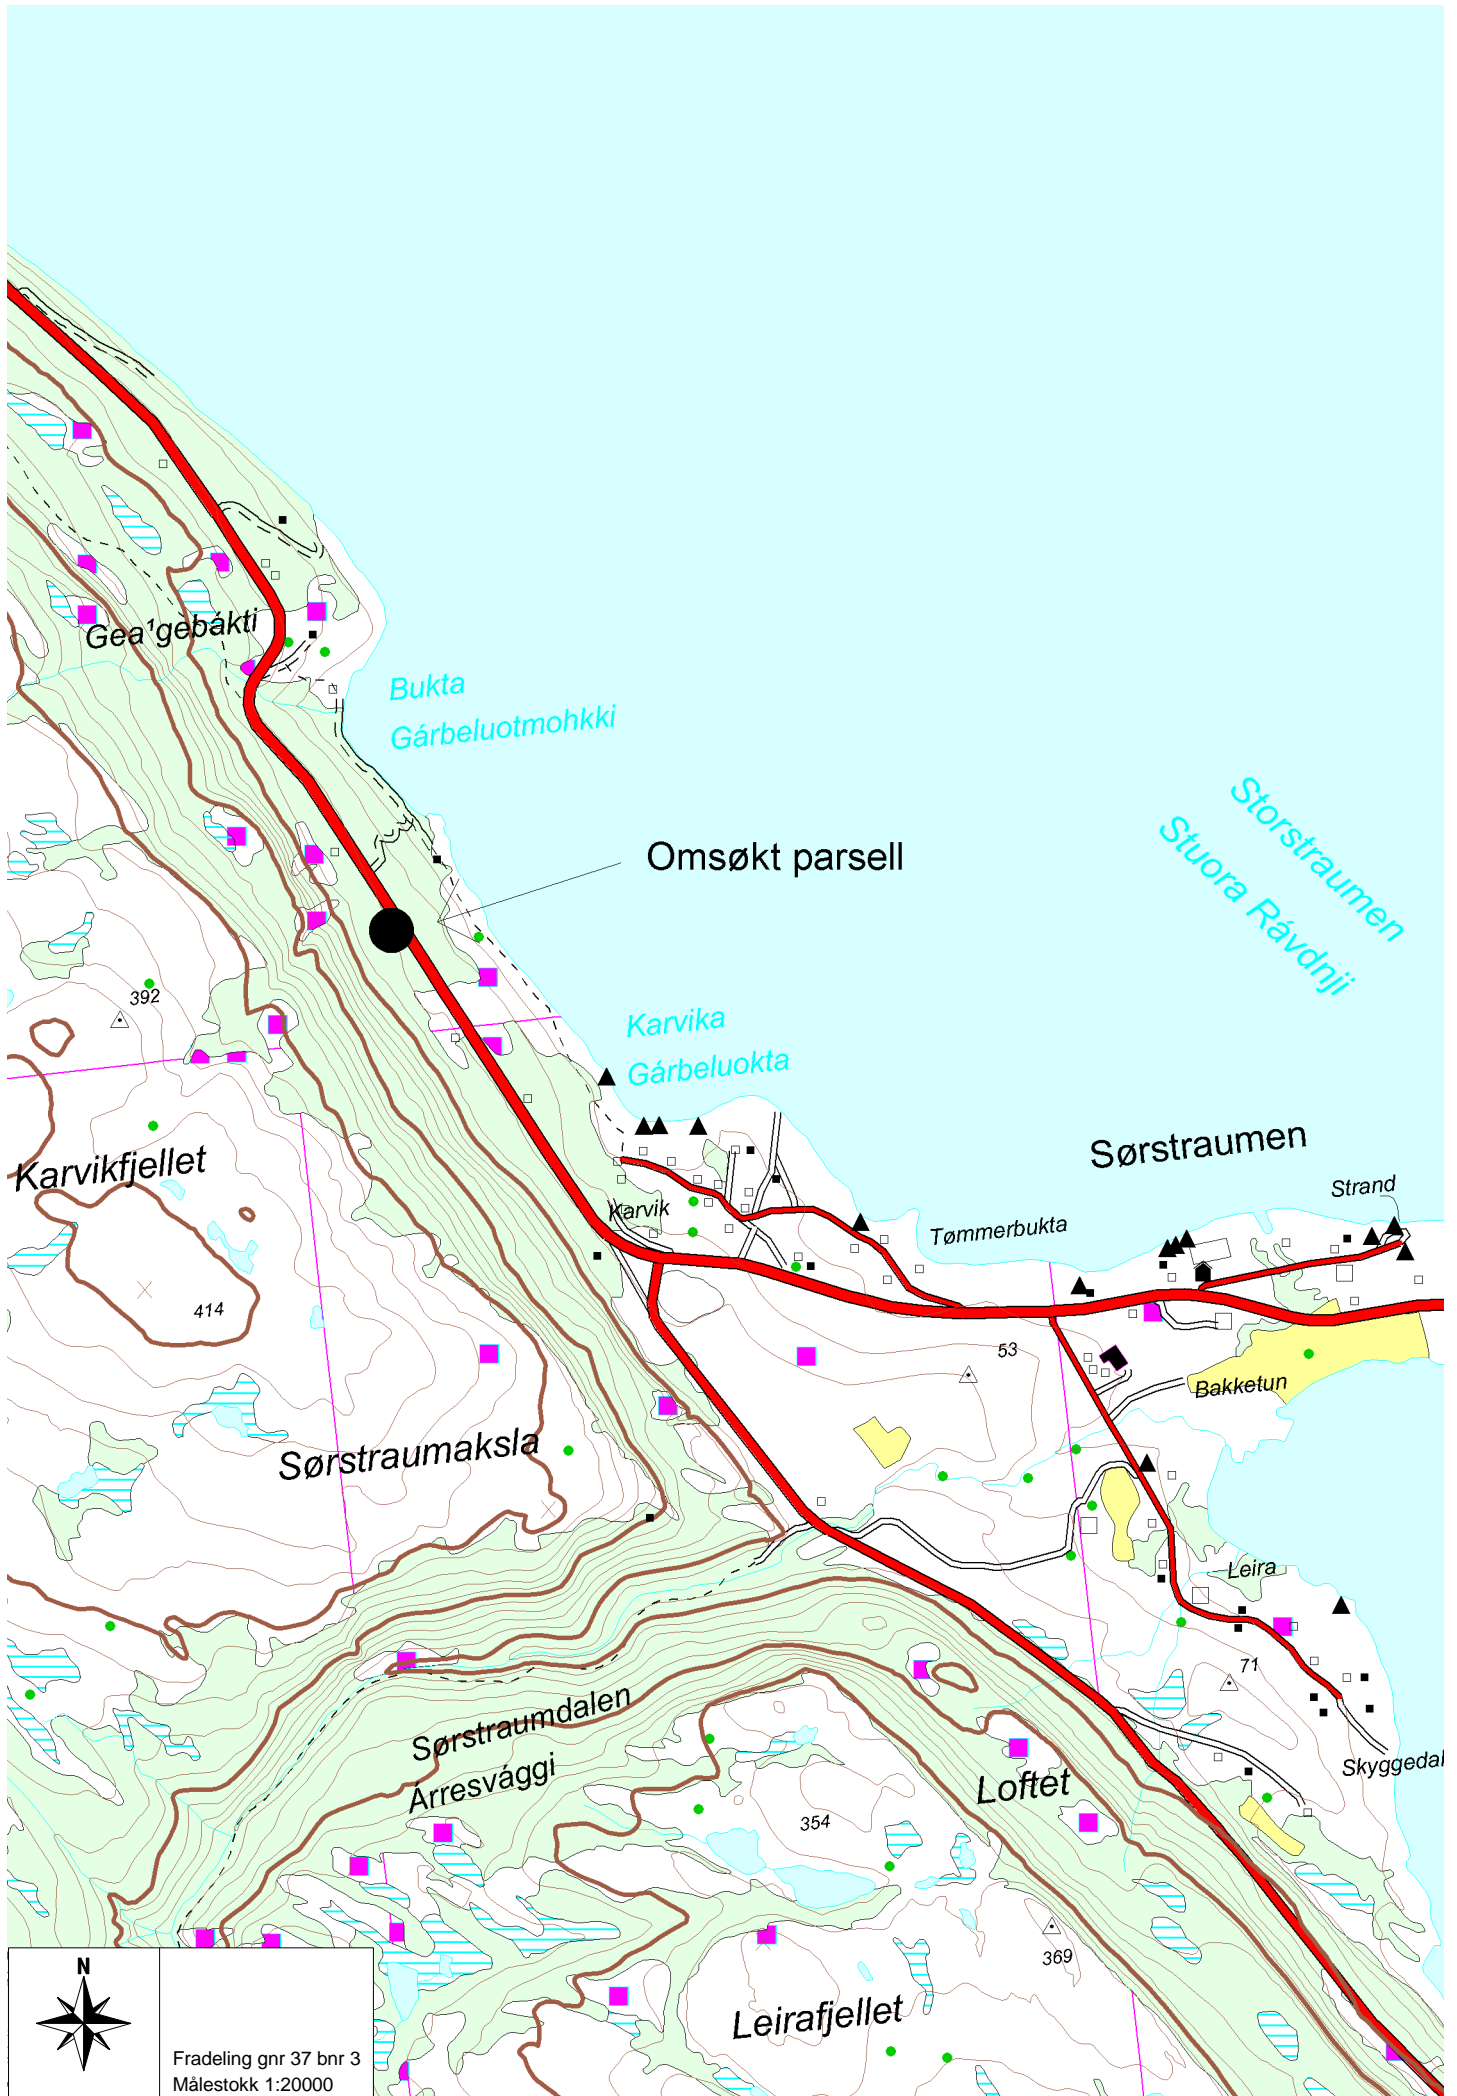 Gea¹gebákti
Bukta
Gárbeluotmohkki
Storstraumen
Stuora Rávdnji
Omsøkt parsell
392
Karvika
Gárbeluokta
Karvikfjellet
Sørstraumen
Strand
Karvik
Tømmerbukta
414
53
Bakketun
Sørstraumaksla
Leira
71
Sørstraumdalen
Árresvággi
Skyggedal
Loftet
354
369
Leirafjellet
N
Fradeling gnr 37 bnr 3
Målestokk 1:20000